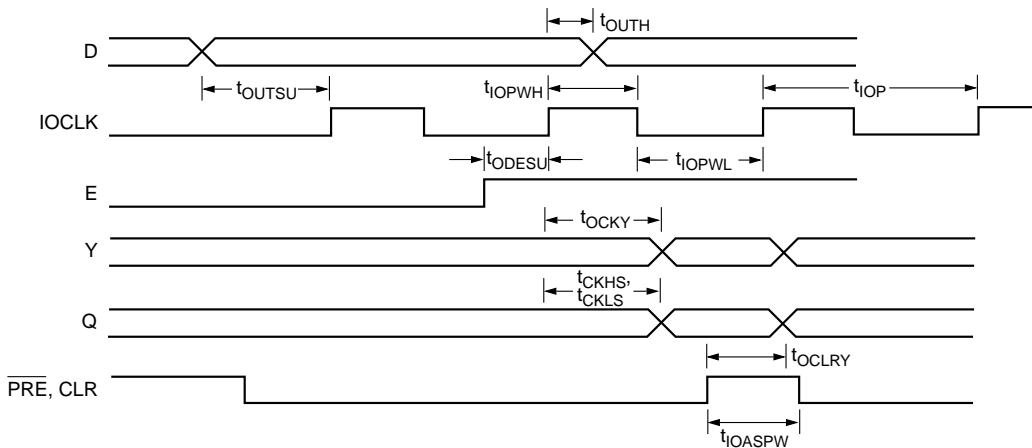 tOUTH
D
tOUTSU
tIOPWH
tIOP
IOCLK
tODESU
tIOPWL
E
tOCKY
Y
tCKHS,
tCKLS
Q
tOCLRY
PRE, CLR
tIOASPW